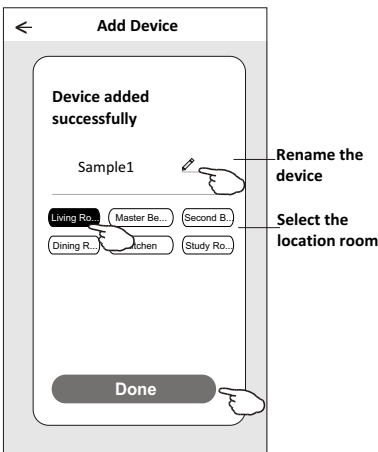 Add Device
Device added
successfully
Sample1
Rename the
device
Living Ro...
Master Be...
Second B...
Select the
location room
Dining R...
Study Ro...
Done